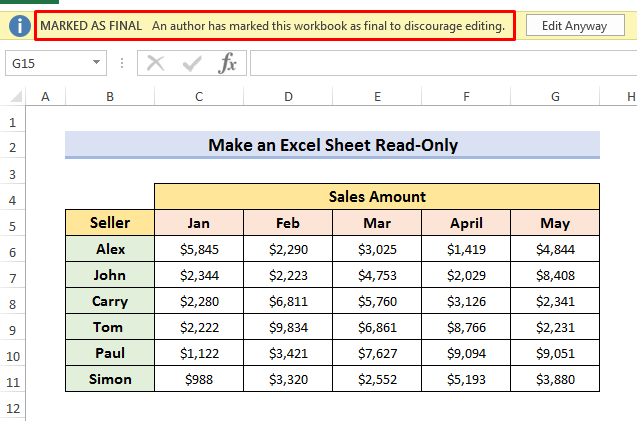 MARKED AS FINAL An author has marked this workbook as final to discourage editing. Edit Anyway
G15 fx
A B C D E F G H
1
2 Make an Excel Sheet Read-Only
3
4 Sales Amount
5 Seller Jan Feb Mar April May
6 Alex $5,845 $2,290 $3,025 $1,419 $4,844
7 John $2,344 $2,223 $4,753 $2,029 $8,408
8 Carry $2,280 $6,811 $5,760 $3,126 $2,341
9 Tom $2,222 $9,834 $6,861 $8,766 $2,231
10 Paul $1,122 $3,421 $7,627 $9,094 $9,051
11 Simon $988 $3,320 $2,552 $5,193 $3,880
12